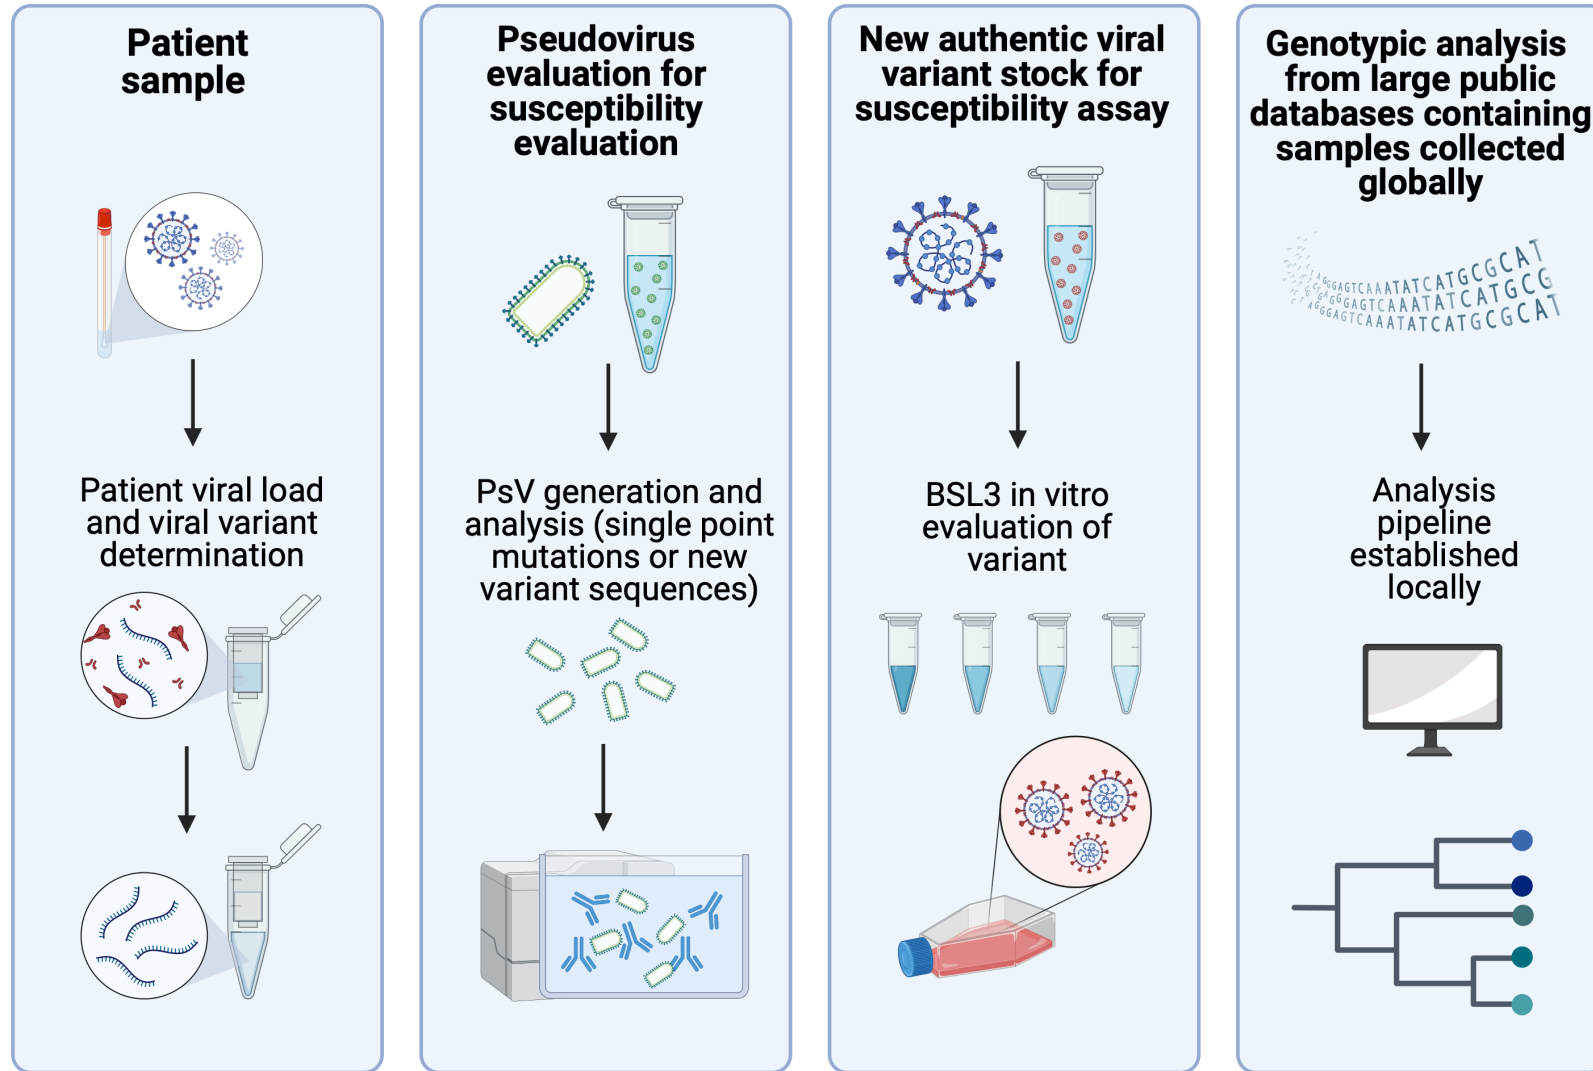 Patient
sample
Patient viral load
and viral variant
determination
Pseudovirus
evaluation for
susceptibility
evaluation
PsV generation and
analysis (single point
mutations or new
variant sequences)
New authentic viral
variant stock for
susceptibility assay
BSL3 in vitro
evaluation of
variant
Genotypic analysis
from large public
databases containing
samples collected
globally
GGAGTCAAATATCATGCGCAT
GGGAGTCAAATATCATGCG
GGGAGTCAAATATCATGCGCAT
Analysis
pipeline
established
locally